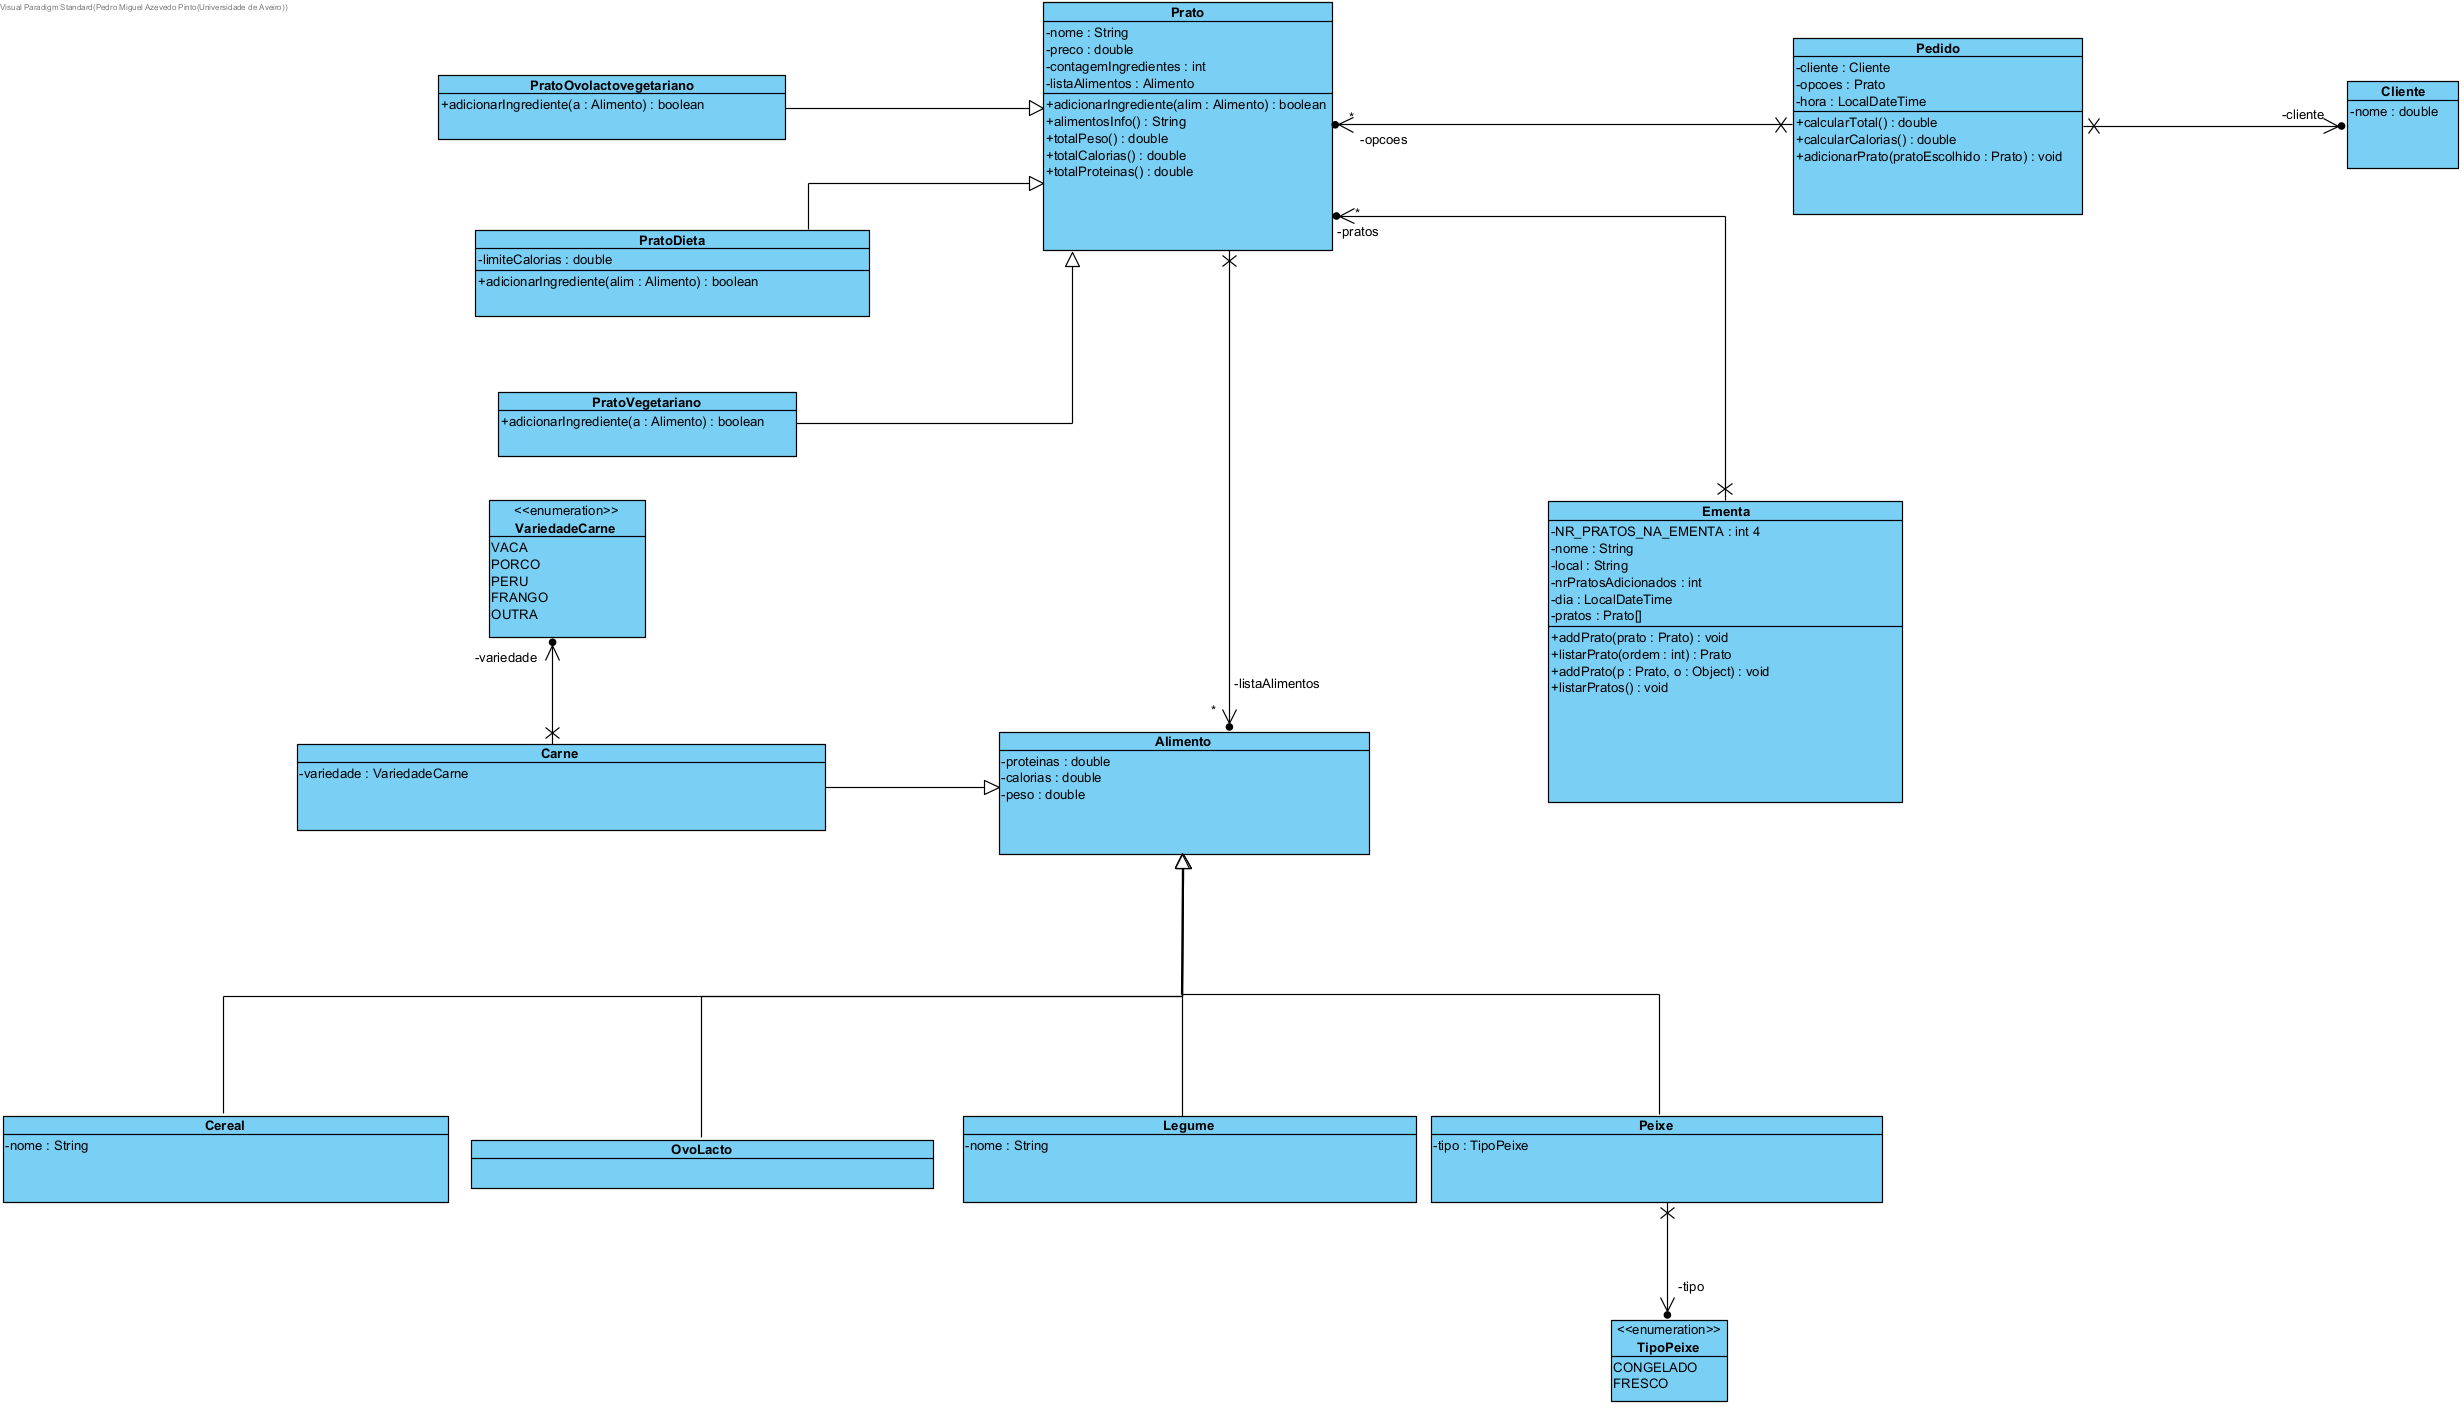 Visual Paradigm Standard(Pedro Miguel Azevedo Pinto(Universidade de Aveiro))
Prato
-nome : String
-preco : double
-contagemIngredientes : int
-listaAlimentos : Alimento
+adicionarIngrediente(alim : Alimento) : boolean
+alimentosInfo() : String
+totalPeso() : double
+totalCalorias() : double
+totalProteinas() : double
Pedido
-cliente : Cliente
-opcoes : Prato
-hora : LocalDateTime
+calcularTotal() : double
+calcularCalorias() : double
+adicionarPrato(pratoEscolhido : Prato) : void
Cliente
-nome : double
-cliente
*
-opcoes
*
-pratos
PratoOvolactovegetariano
+adicionarIngrediente(a : Alimento) : boolean
PratoDieta
-limiteCalorias : double
+adicionarIngrediente(alim : Alimento) : boolean
PratoVegetariano
+adicionarIngrediente(a : Alimento) : boolean
<<enumeration>>
VariedadeCarne
VACA
PORCO
PERU
FRANGO
OUTRA
-variedade
Ementa
-NR_PRATOS_NA_EMENTA : int 4
-nome : String
-local : String
-nrPratosAdicionados : int
-dia : LocalDateTime
-pratos : Prato[]
+addPrato(prato : Prato) : void
+listarPrato(ordem : int) : Prato
+addPrato(p : Prato, o : Object) : void
+listarPratos() : void
-listaAlimentos
*
Carne
-variedade : VariedadeCarne
Alimento
-proteinas : double
-calorias : double
-peso : double
Cereal
-nome : String
OvoLacto
Legume
-nome : String
Peixe
-tipo : TipoPeixe
-tipo
<<enumeration>>
TipoPeixe
CONGELADO
FRESCO